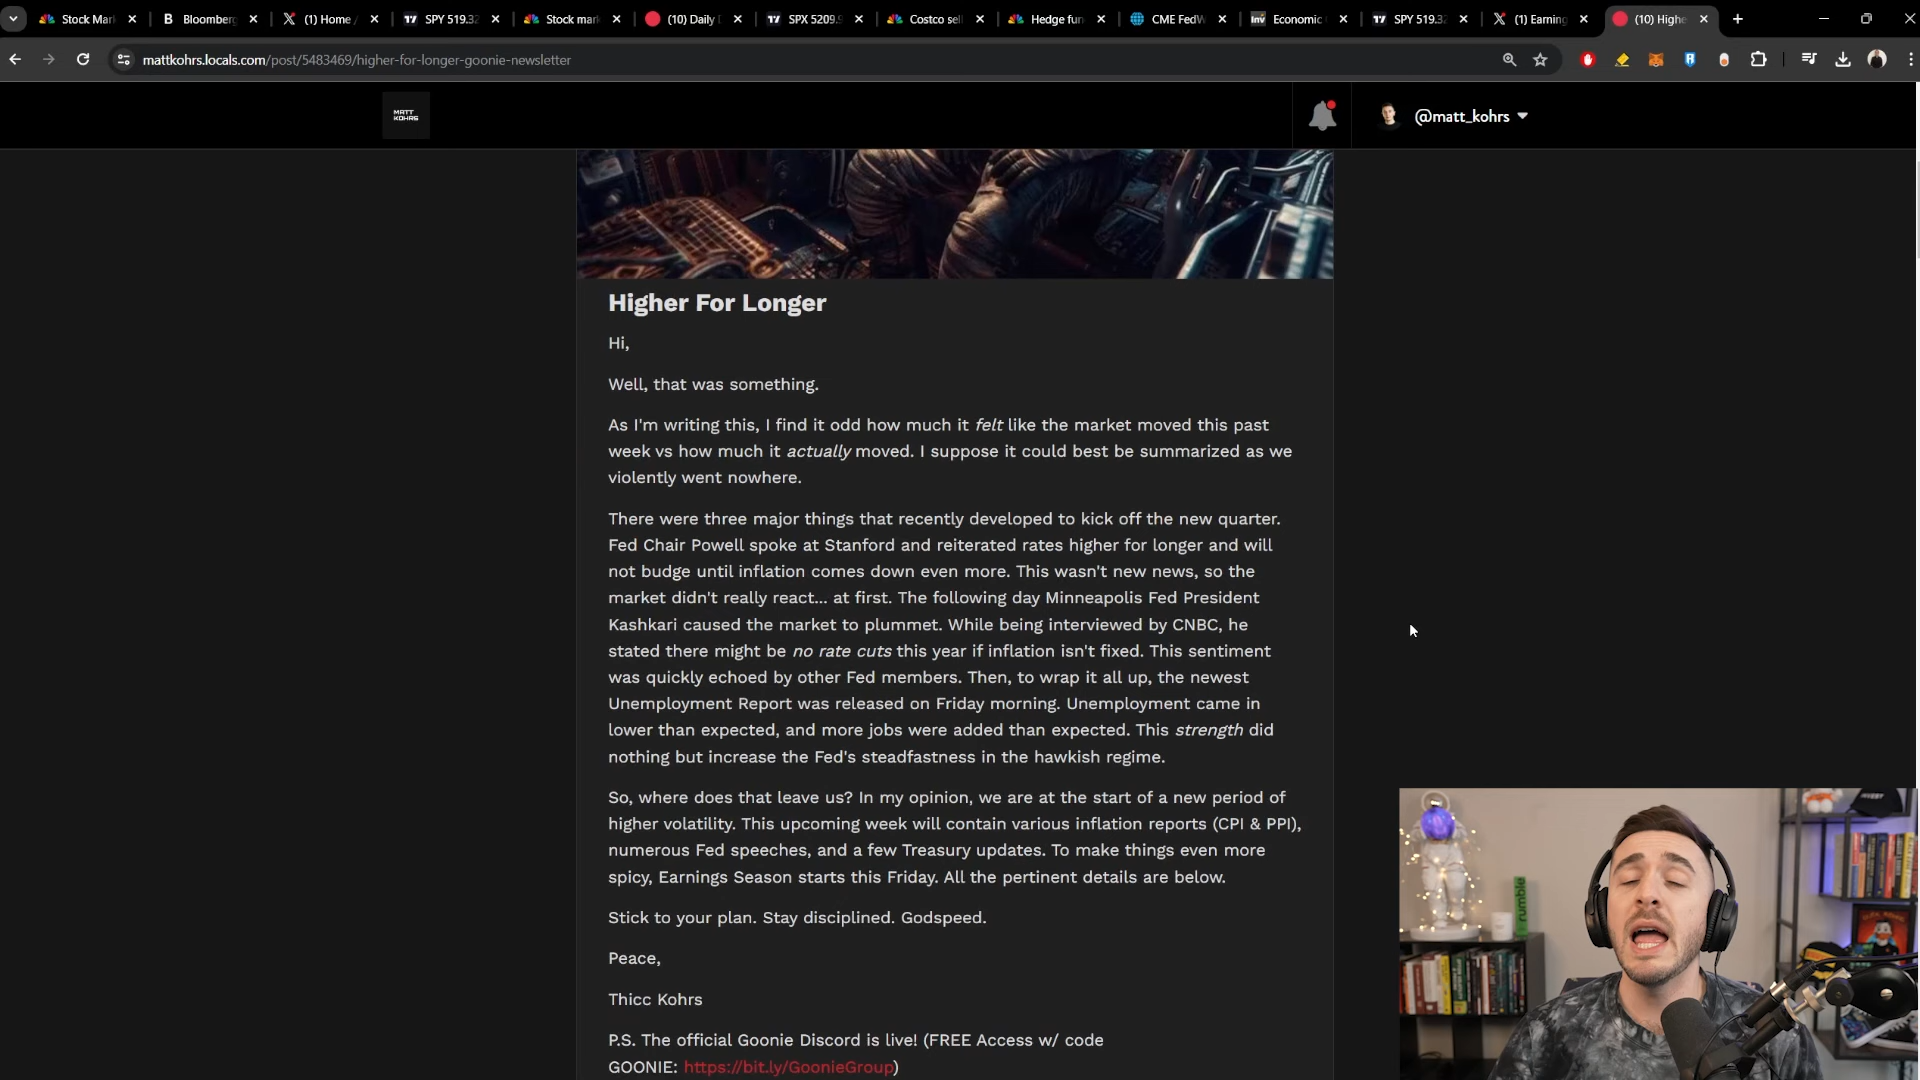 Stock Mar
Bloomber
(1) Home /
SPY 519.32
Stock mar
(10) Daily D
SPX 5209.9
Costco sel
Hedge fun
CME FedW
Economic
SPY 519.32
(1) Earning
(10) Highe
mattkohrs.locals.com/post/5483469/higher-for-longer-goonie-newsletter
MATT
KOHRS
@matt_kohrs
Higher For Longer
Hi,
Well, that was something.
As I'm writing this, I find it odd how much it felt like the market moved this past
week vs how much it actually moved. I suppose it could best be summarized as we
violently went nowhere.
There were three major things that recently developed to kick off the new quarter.
Fed Chair Powell spoke at Stanford and reiterated rates higher for longer and will
not budge until inflation comes down even more. This wasn't new news, so the
market didn't really react... at first. The following day Minneapolis Fed President
Kashkari caused the market to plummet. While being interviewed by CNBC, he
stated there might be no rate cuts this year if inflation isn't fixed. This sentiment
was quickly echoed by other Fed members. Then, to wrap it all up, the newest
Unemployment Report was released on Friday morning. Unemployment came in
lower than expected, and more jobs were added than expected. This strength did
nothing but increase the Fed's steadfastness in the hawkish regime.
So, where does that leave us? In my opinion, we are at the start of a new period of
higher volatility. This upcoming week will contain various inflation reports (CPI & PPI),
numerous Fed speeches, and a few Treasury updates. To make things even more
spicy, Earnings Season starts this Friday. All the pertinent details are below.
Stick to your plan. Stay disciplined. Godspeed.
Peace,
Thicc Kohrs
P.S. The official Goonie Discord is live! (FREE Access w/ code
GOONIE: https://bit.ly/GoonieGroup)
rumble